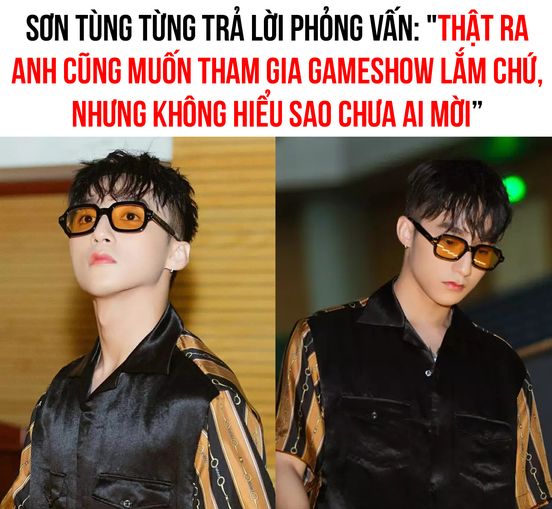 SƠN TÙNG TỪNG TRẢ LỜI PHỎNG VẤN: "THẬT RA
ANH CŨNG MUỐN THAM GIA GAMESHOW LẮM CHỨ,
NHƯNG KHÔNG HIỂU SAO CHƯA AI MỜI”